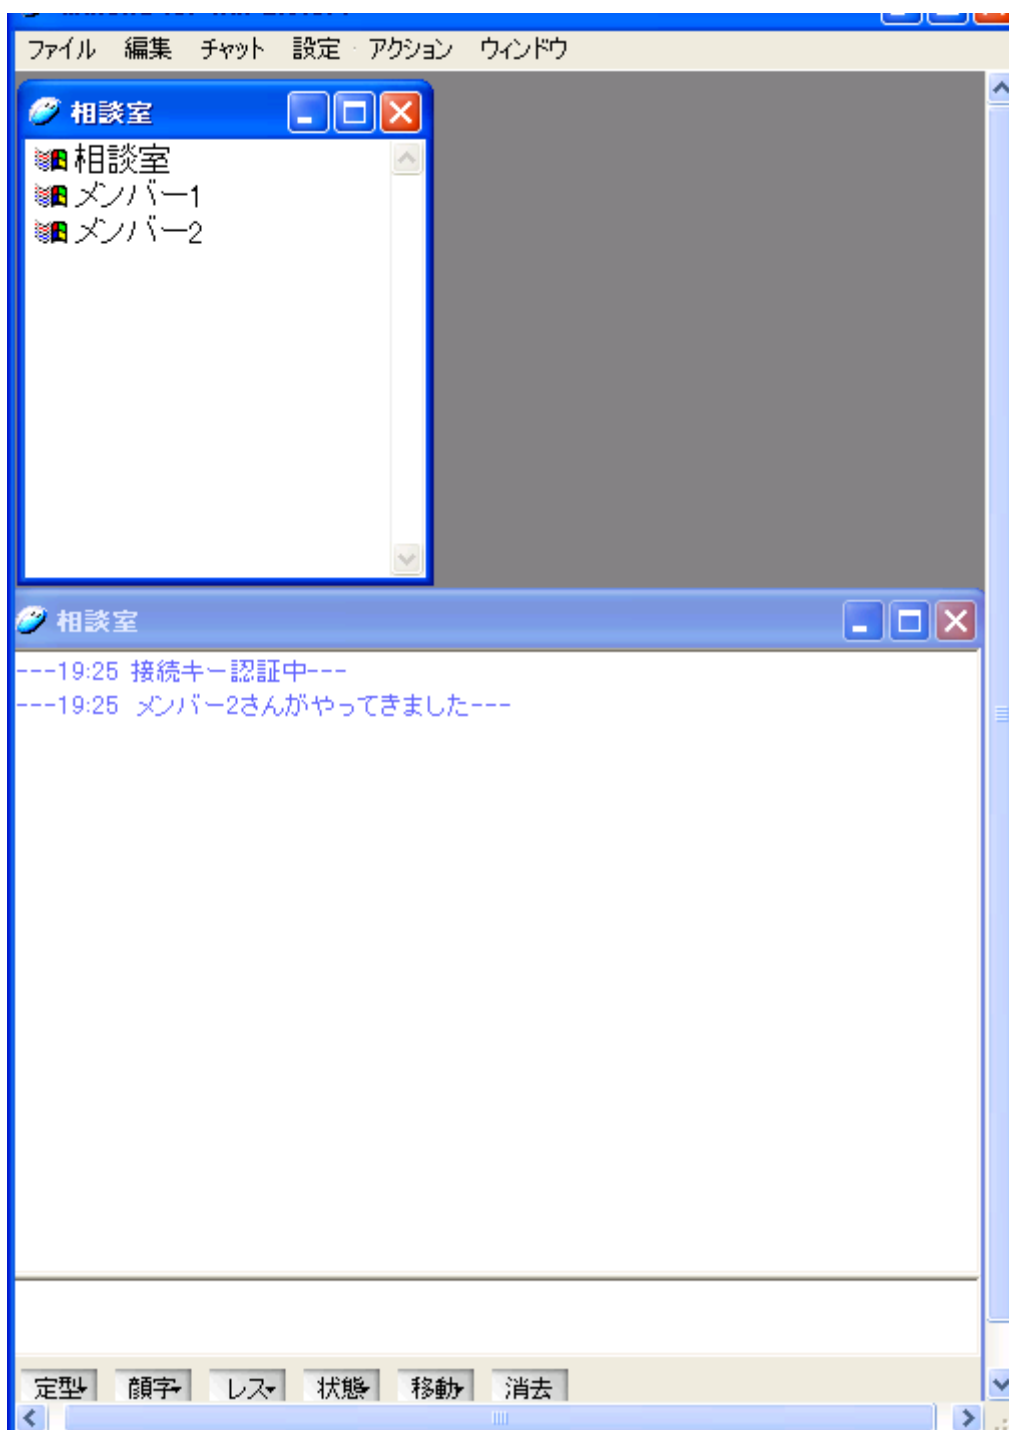 ファイル 編集 チャット 設定 アクション ウィンドウ
相談室
相談室
メンバー1
メンバー2
相談室
---19:25 接続キー認証中---
---19:25 メンバー2さんがやってきました---
定型 顔字 レス 状態 移動 消去